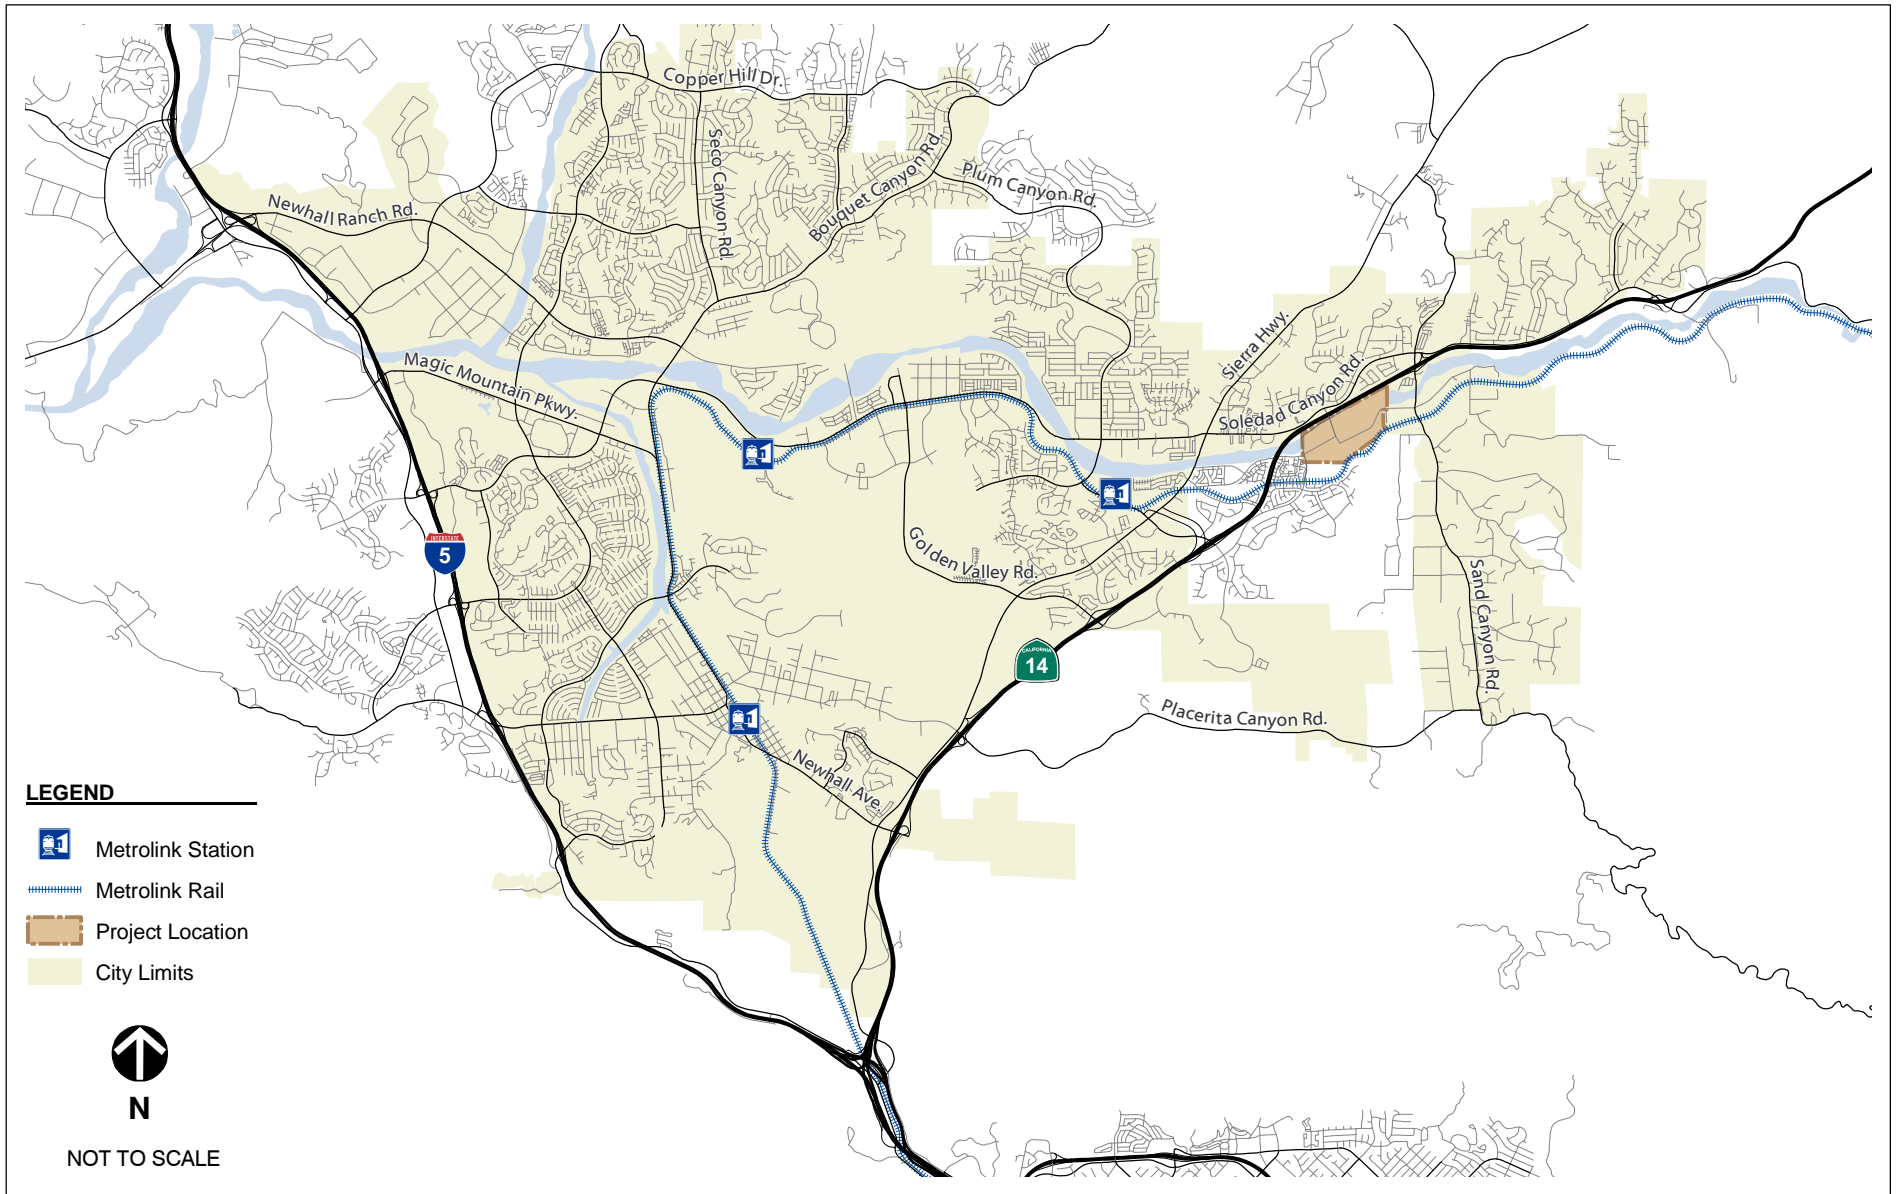 Copper Hill Dr.
Seco Canyon Rd.
Bouquet Canyon Rd.
Plum Canyon Rd.
Newhall Ranch Rd.
Magic Mountain Pkwy.
Sierra Hwy.
Soledad Canyon Rd.
INTERSTATE
5
Golden Valley Rd.
Sand Canyon Rd.
CALIFORNIA
14
Placerita Canyon Rd.
Newhall Ave.
LEGEND
Metrolink Station
Metrolink Rail
Project Location
City Limits
N
NOT TO SCALE